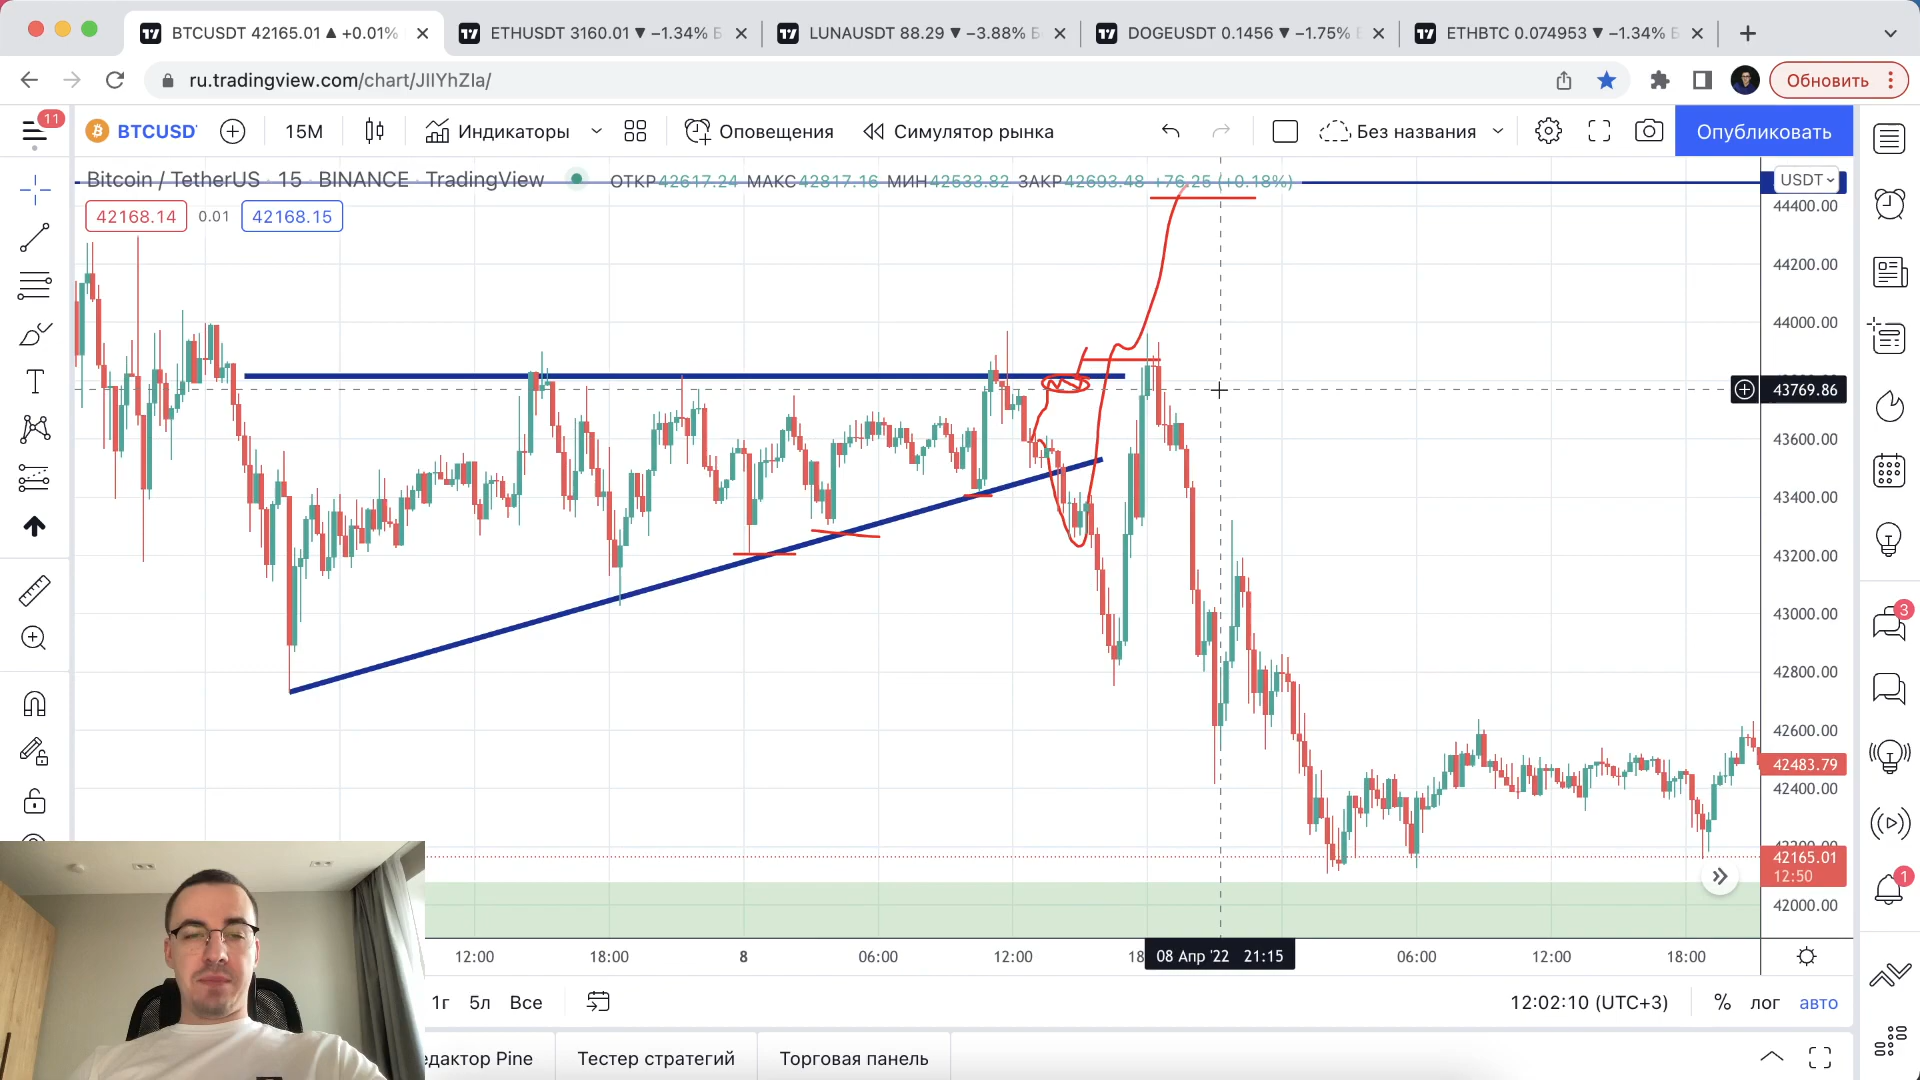 BTCUSDT 42165.01 ▲ +0.01%
ETHUSDT 3160.01 ▼ −1.34% Б
LUNAUSDT 88.29 ▼ −3.88% Б
DOGEUSDT 0.1456 ▼ −1.75%
ETHBTC 0.074953 ▼ −1.34% Б
ru.tradingview.com/chart/JIIYhZIa/
Обновить
11
BTCUSD
15М
Индикаторы
Оповещения
Симулятор рынка
Без названия
Опубликовать
Bitcoin / TetherUS · 15 · BINANCE · TradingView
ОТКР42617.24 МАКС42817.16 МИН42533.82 ЗАКР42693.48 +76.25 (+0.18%)
USDT
42168.14
0.01
42168.15
44400.00
44200.00
44000.00
43769.86
43600.00
43400.00
43200.00
43000.00
42800.00
42600.00
42483.79
42400.00
42200.00
42165.01
12:50
42000.00
3
1
12:00
18:00
8
06:00
12:00
18
08 Апр '22 21:15
06:00
12:00
18:00
1г
5л
Все
12:02:10 (UTC+3)
%
лог
авто
едактор Pine
Тестер стратегий
Торговая панель